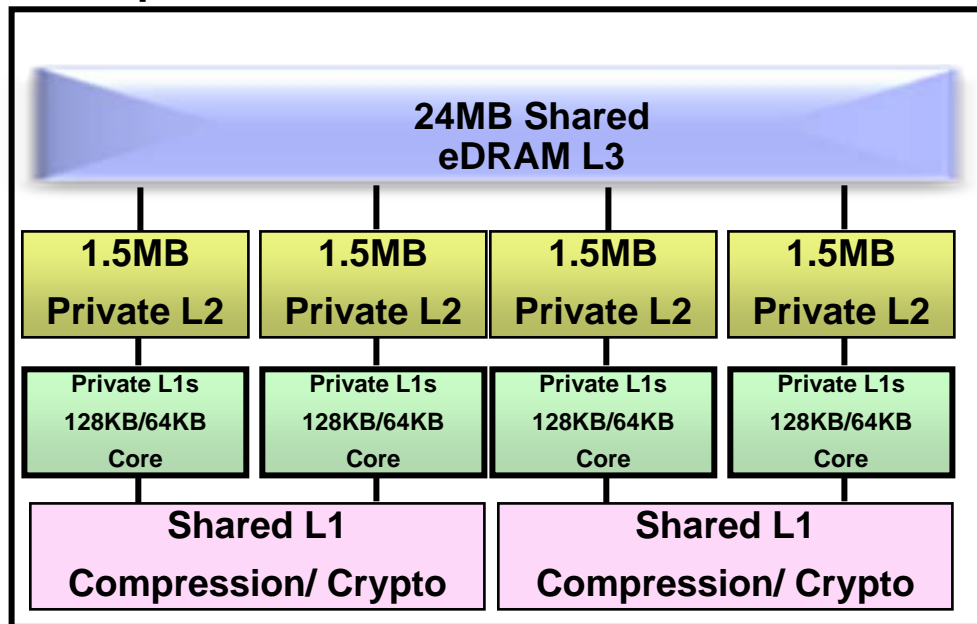 24MB Shared
eDRAM L3
1.5MB
Private L2
1.5MB
Private L2
1.5MB
Private L2
1.5MB
Private L2
Private L1s
128KB/64KB
Core
Private L1s
128KB/64KB
Core
Private L1s
128KB/64KB
Core
Private L1s
128KB/64KB
Core
Shared L1
Compression/ Crypto
Shared L1
Compression/ Crypto